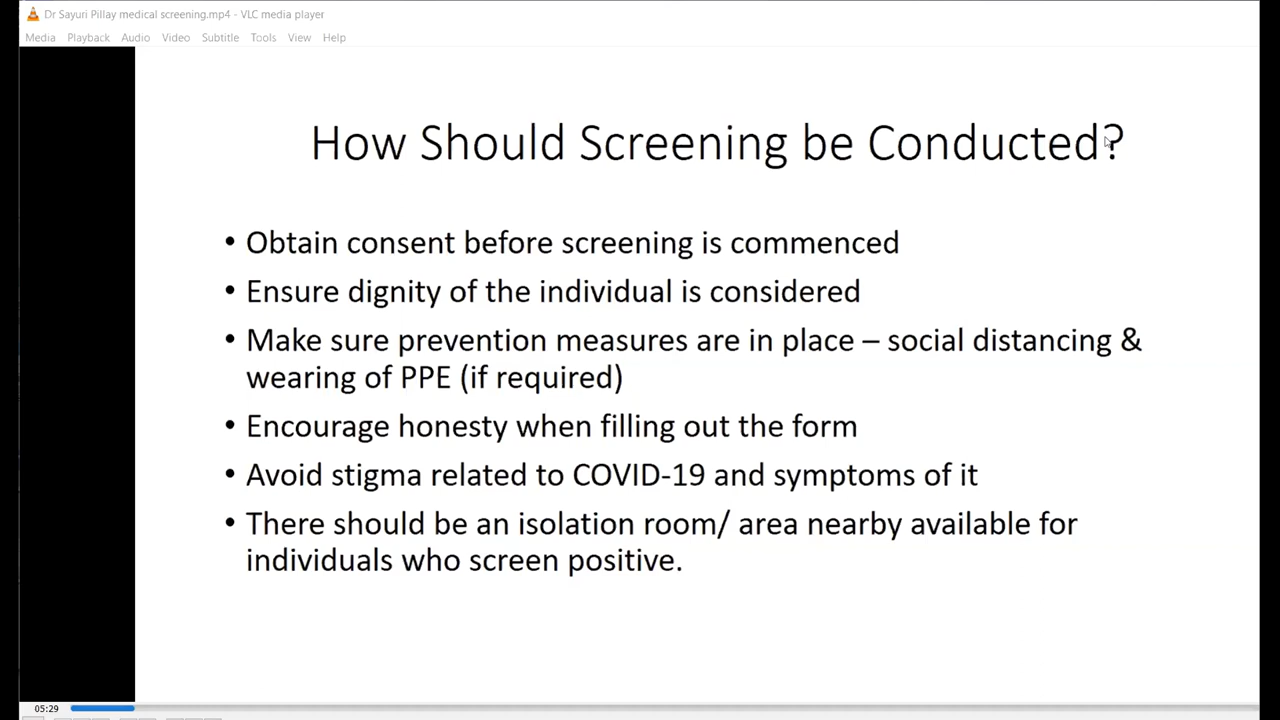 Dr Sayuri Pillay medical screening.mp4 - VLC media player
Media Playback Audio Video Subtitle Tools View Help
How Should Screening be Conducted?
• Obtain consent before screening is commenced
• Ensure dignity of the individual is considered
• Make sure prevention measures are in place – social distancing &
wearing of PPE (if required)
• Encourage honesty when filling out the form
• Avoid stigma related to COVID-19 and symptoms of it
• There should be an isolation room/ area nearby available for
individuals who screen positive.
05:29